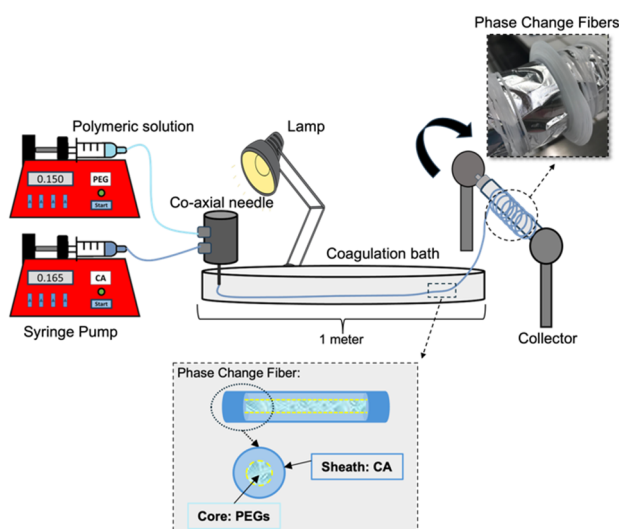 Phase Change Fibers
Polymeric solution
Lamp
0.150
PEG
Start
Co-axial needle
0.165
CA
Start
Coagulation bath
Syringe Pump
1 meter
Collector
Phase Change Fiber:
Sheath: CA
Core: PEGs